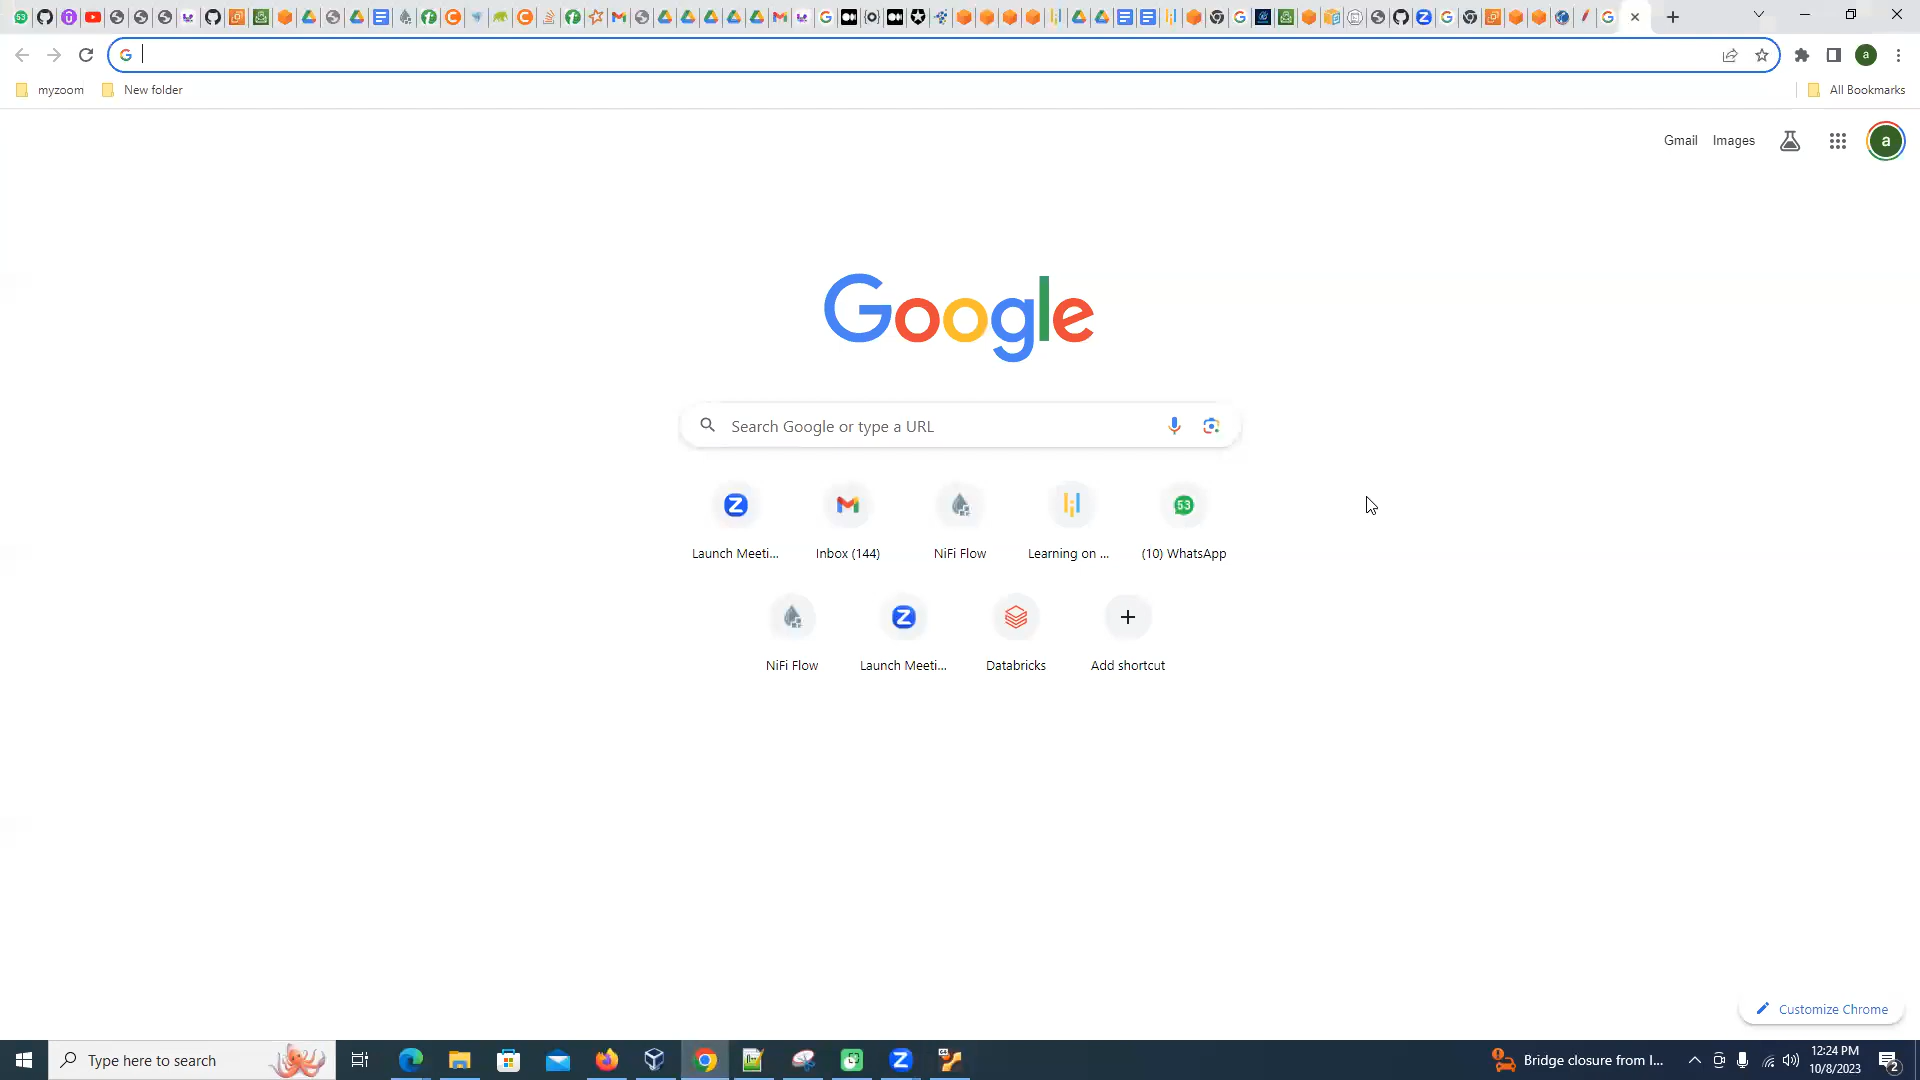 myzoom
New folder
All Bookmarks
Gmail
Images
a
Google
Search Google or type a URL
Launch Meeti...
Inbox (144)
NiFi Flow
Learning on ...
53
(10) WhatsApp
NiFi Flow
Launch Meeti...
Databricks
Add shortcut
Customize Chrome
Type here to search
Bridge closure from I...
12:24 PM
10/8/2023
2